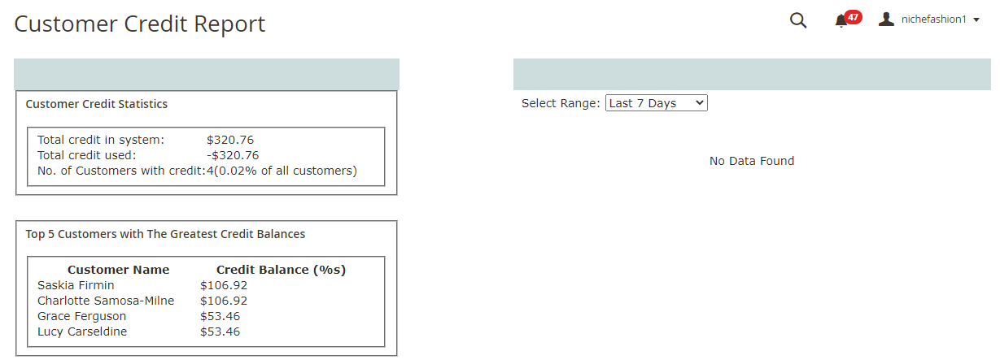 Customer Credit Report
47
nichefashion1
Customer Credit Statistics
Total credit in system: $320.76
Total credit used: -$320.76
No. of Customers with credit:4(0.02% of all customers)
Select Range: Last 7 Days
No Data Found
Top 5 Customers with The Greatest Credit Balances
Customer Name Credit Balance (%s)
Saskia Firmin $106.92
Charlotte Samosa-Milne $106.92
Grace Ferguson $53.46
Lucy Carseldine $53.46